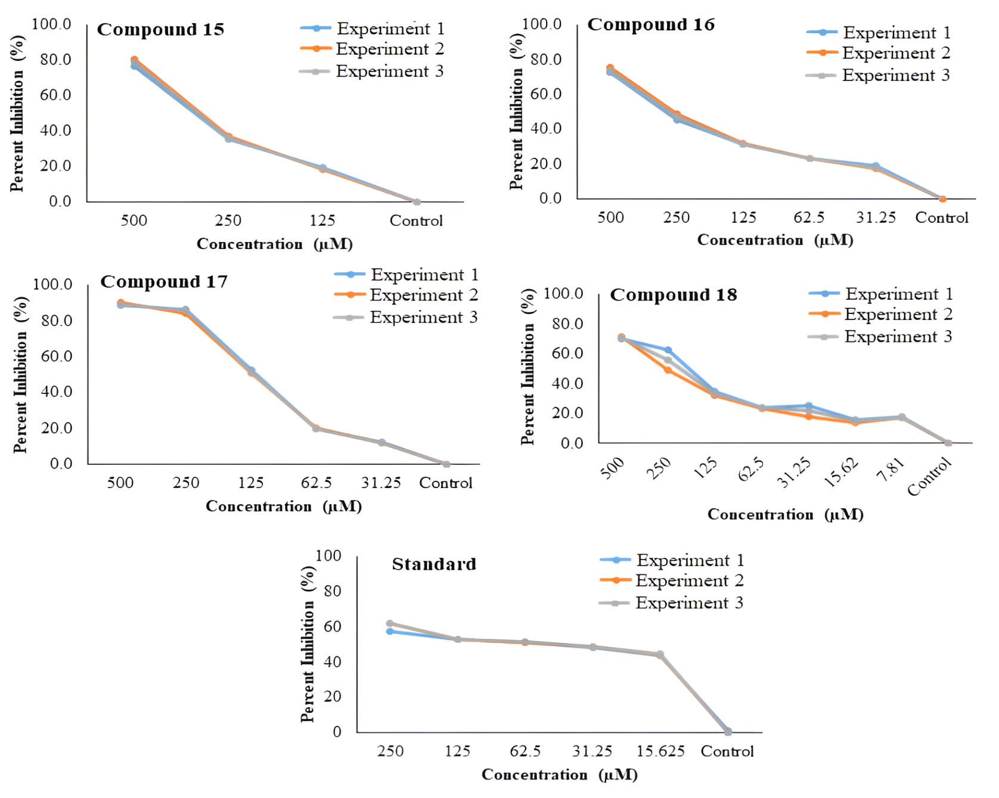 Compound 15
Experiment 1
Experiment 2
Experiment 3
Percent Inhibition (%)
100.0
80.0
60.0
40.0
20.0
0.0
500 250 125 Control
Concentration (µM)
Compound 16
Experiment 1
Experiment 2
Experiment 3
Percent Inhibition (%)
100.0
80.0
60.0
40.0
20.0
0.0
500 250 125 62.5 31.25 Control
Concentration (µM)
Compound 17
Experiment 1
Experiment 2
Experiment 3
Percent Inhibition (%)
100.0
80.0
60.0
40.0
20.0
0.0
500 250 125 62.5 31.25 Control
Concentration (µM)
Compound 18
Experiment 1
Experiment 2
Experiment 3
Percent Inhibition (%)
100.0
80.0
60.0
40.0
20.0
0.0
500 250 125 62.5 31.25 15.62 7.81 Control
Concentration (µM)
Standard
Experiment 1
Experiment 2
Experiment 3
Percent Inhibition (%)
100
80
60
40
20
0
250 125 62.5 31.25 15.625 Control
Concentration (µM)